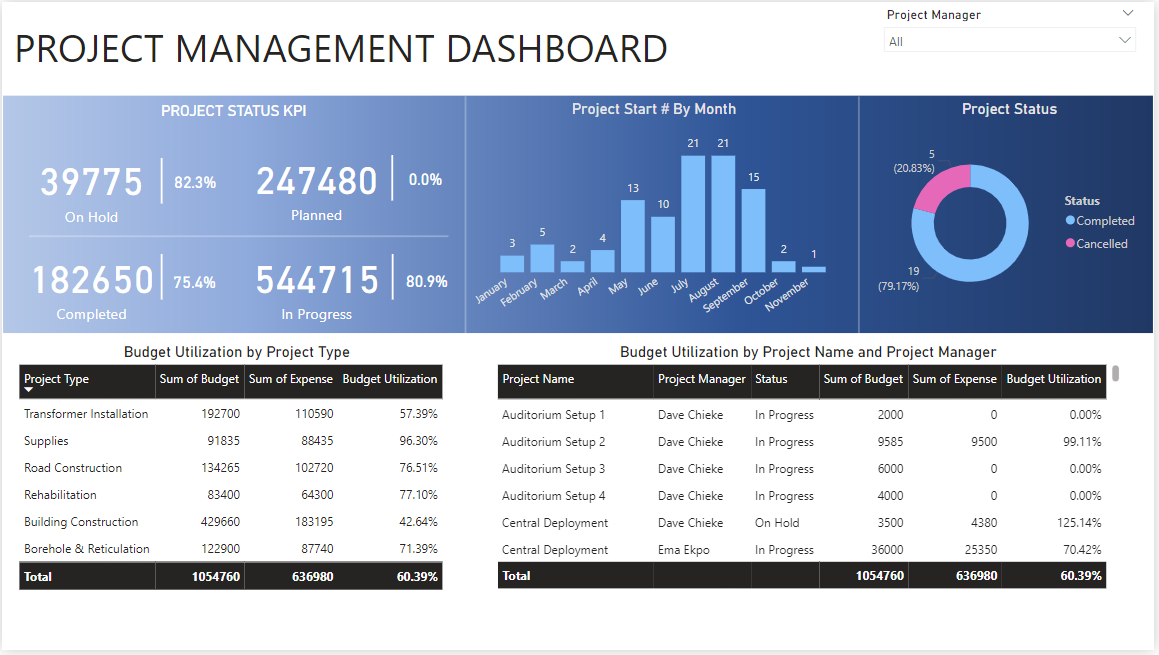 Project Manager
All
PROJECT MANAGEMENT DASHBOARD
PROJECT STATUS KPI
39775 82.3% 247480 0.0%
On Hold Planned
182650 75.4% 544715 80.9%
Completed In Progress
Project Start # By Month
3 5 2 4 13 10 21 21 15 2 1
January February March April May June July August September October November
Project Status
5
(20.83%)
19
(79.17%)
Status
Completed
Cancelled
Budget Utilization by Project Type
Project Type Sum of Budget Sum of Expense Budget Utilization
Transformer Installation 192700 110590 57.39%
Supplies 91835 88435 96.30%
Road Construction 134265 102720 76.51%
Rehabilitation 83400 64300 77.10%
Building Construction 429660 183195 42.64%
Borehole & Reticulation 122900 87740 71.39%
Total 1054760 636980 60.39%
Budget Utilization by Project Name and Project Manager
Project Name Project Manager Status Sum of Budget Sum of Expense Budget Utilization
Auditorium Setup 1 Dave Chieke In Progress 2000 0 0.00%
Auditorium Setup 2 Dave Chieke In Progress 9585 9500 99.11%
Auditorium Setup 3 Dave Chieke In Progress 6000 0 0.00%
Auditorium Setup 4 Dave Chieke In Progress 4000 0 0.00%
Central Deployment Dave Chieke On Hold 3500 4380 125.14%
Central Deployment Ema Ekpo In Progress 36000 25350 70.42%
Total 1054760 636980 60.39%